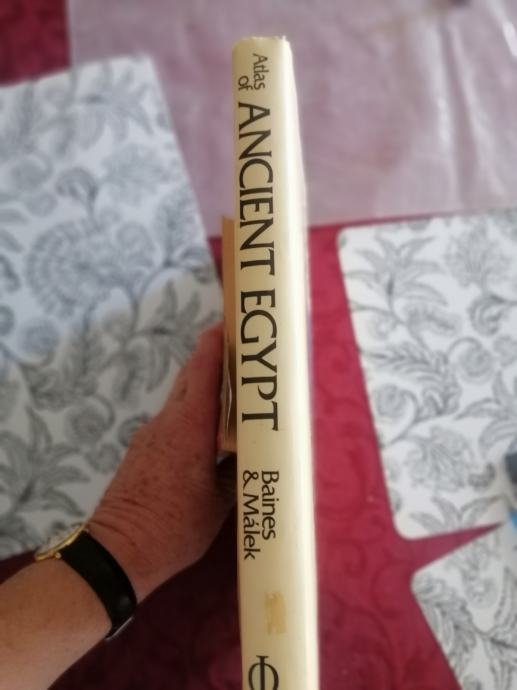 Atlas
of
ANCIENT EGYPT
Baines
& Málek